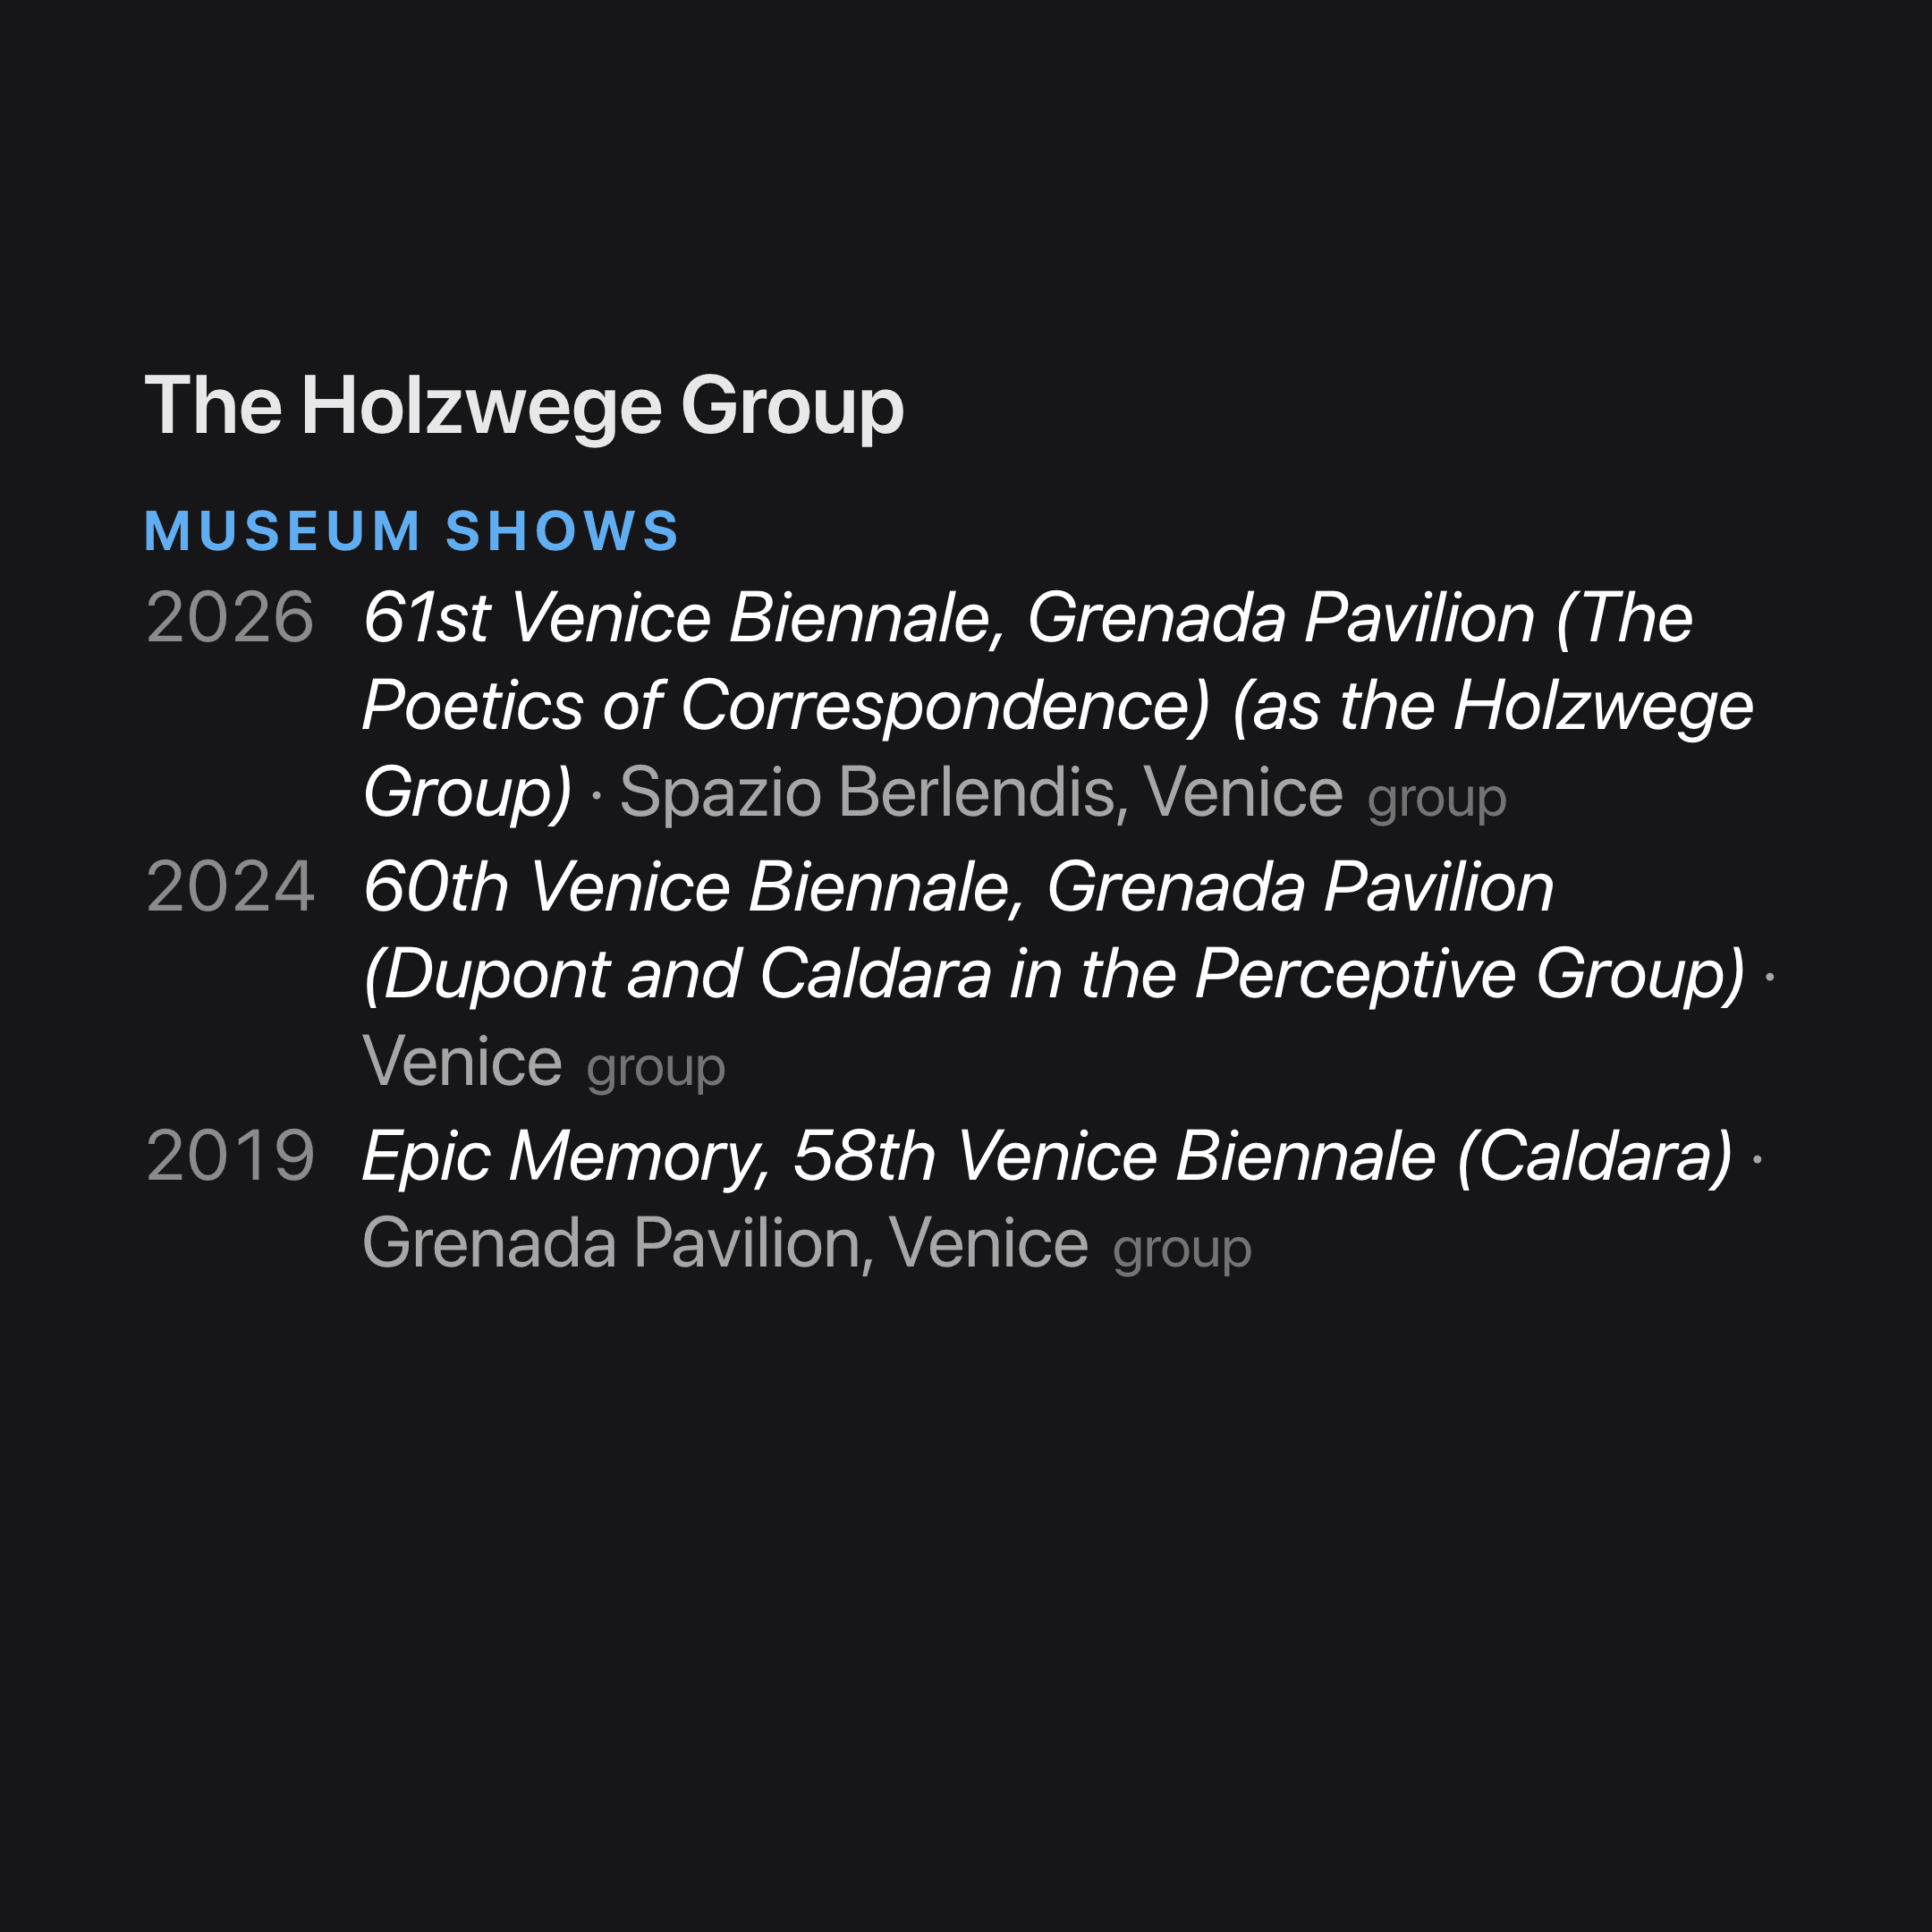 The Holzwege Group
MUSEUM SHOWS
2026 61st Venice Biennale, Grenada Pavilion (The
Poetics of Correspondence) (as the Holzwege
Group) · Spazio Berlendis, Venice group
2024 60th Venice Biennale, Grenada Pavilion
(Dupont and Caldara in the Perceptive Group) ·
Venice group
2019 Epic Memory, 58th Venice Biennale (Caldara) ·
Grenada Pavilion, Venice group